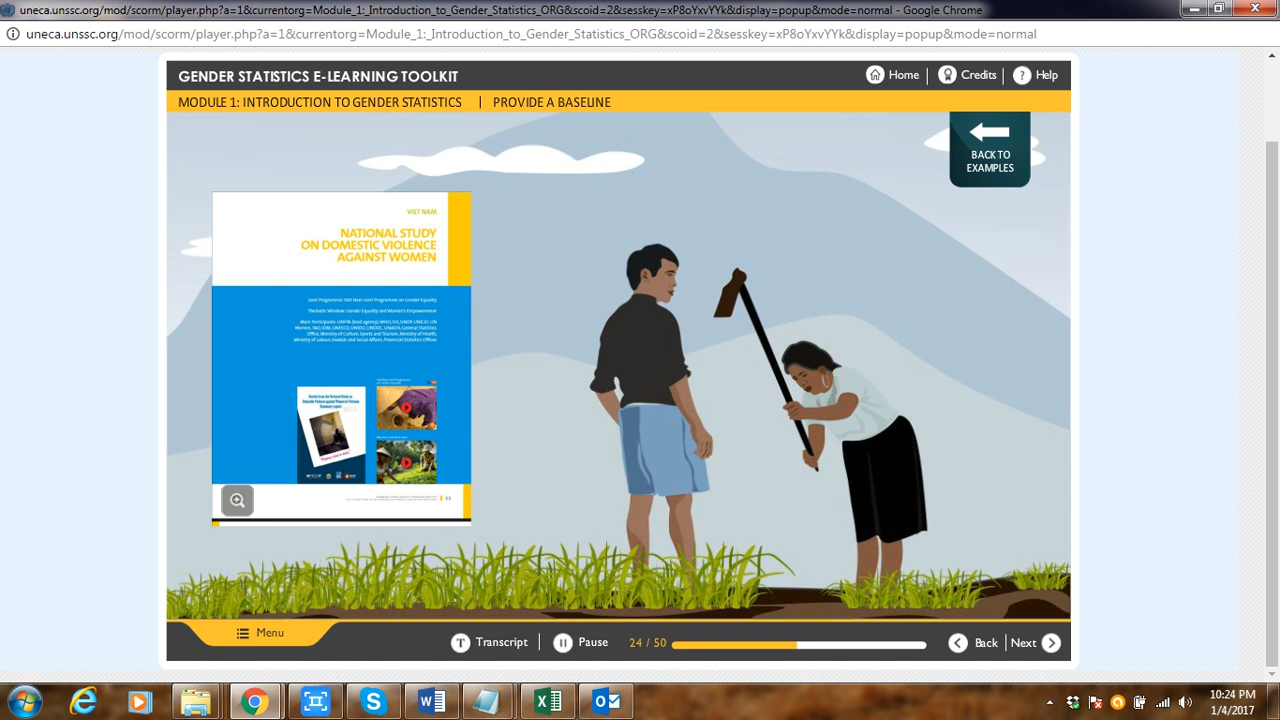 uneca.unssc.org/mod/scorm/player.php?a=1&currentorg=Module_1:_Introduction_to_Gender_Statistics_ORG&scoid=2&sesskey=xP8oYxvYYk&display=popup&mode=normal - Google Chrome
uneca.unssc.org/mod/scorm/player.php?a=1&currentorg=Module_1:_Introduction_to_Gender_Statistics_ORG&scoid=2&sesskey=xP8oYxvYYk&display=popup&mode=normal
GENDER STATISTICS E-LEARNING TOOLKIT
Home
Credits
? Help
MODULE 1: INTRODUCTION TO GENDER STATISTICS | PROVIDE A BASELINE
BACK TO
EXAMPLES
VIET NAM
NATIONAL STUDY
ON DOMESTIC VIOLENCE
AGAINST WOMEN
Joint Programme: Viet Nam Joint Programme on Gender Equality
Thematic Window: Gender Equality and Women's Empowerment
Menu
T Transcript
Pause
24 / 50
Back
Next
10:24 PM
1/4/2017